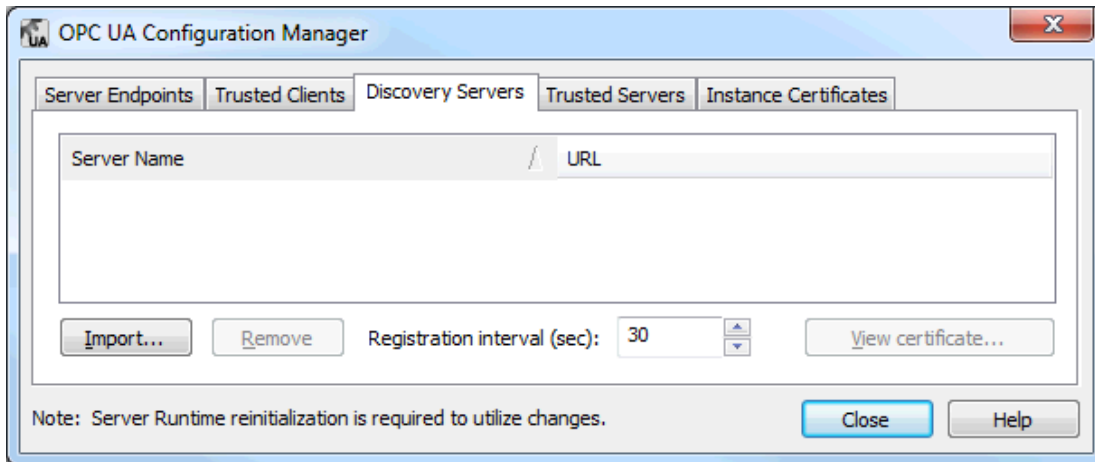 UA OPC UA Configuration Manager
Server Endpoints Trusted Clients Discovery Servers Trusted Servers Instance Certificates
Server Name URL
Import... Remove Registration interval (sec): 30 View certificate...
Note: Server Runtime reinitialization is required to utilize changes. Close Help